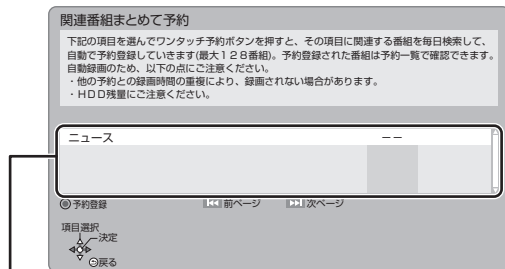 関連番組まとめて予約
下記の項目を選んでワンタッチ予約ボタンを押すと、その項目に関連する番組を毎日検索して、
自動で予約登録していきます(最大１２８番組)。予約登録された番組は予約一覧で確認できます。
自動録画のため、以下の点にご注意ください。
・他の予約との録画時間の重複により、録画されない場合があります。
・ＨＤＤ残量にご注意ください。
ニュース －－
予約登録 前ページ 次ページ
項目選択
決定
戻る